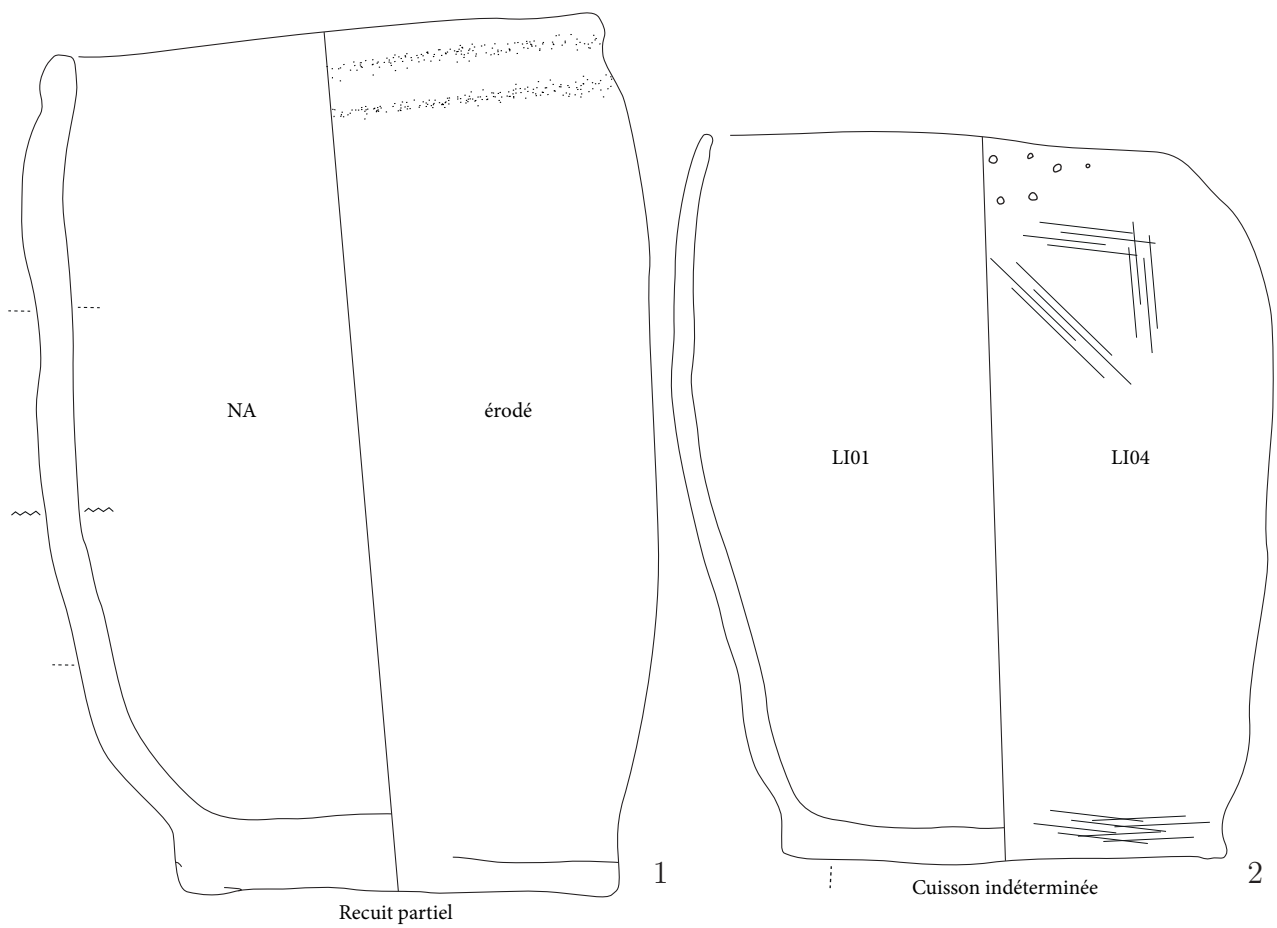 NA
érodé
LI01
LI04
1
Recuit partiel
2
Cuisson indéterminée